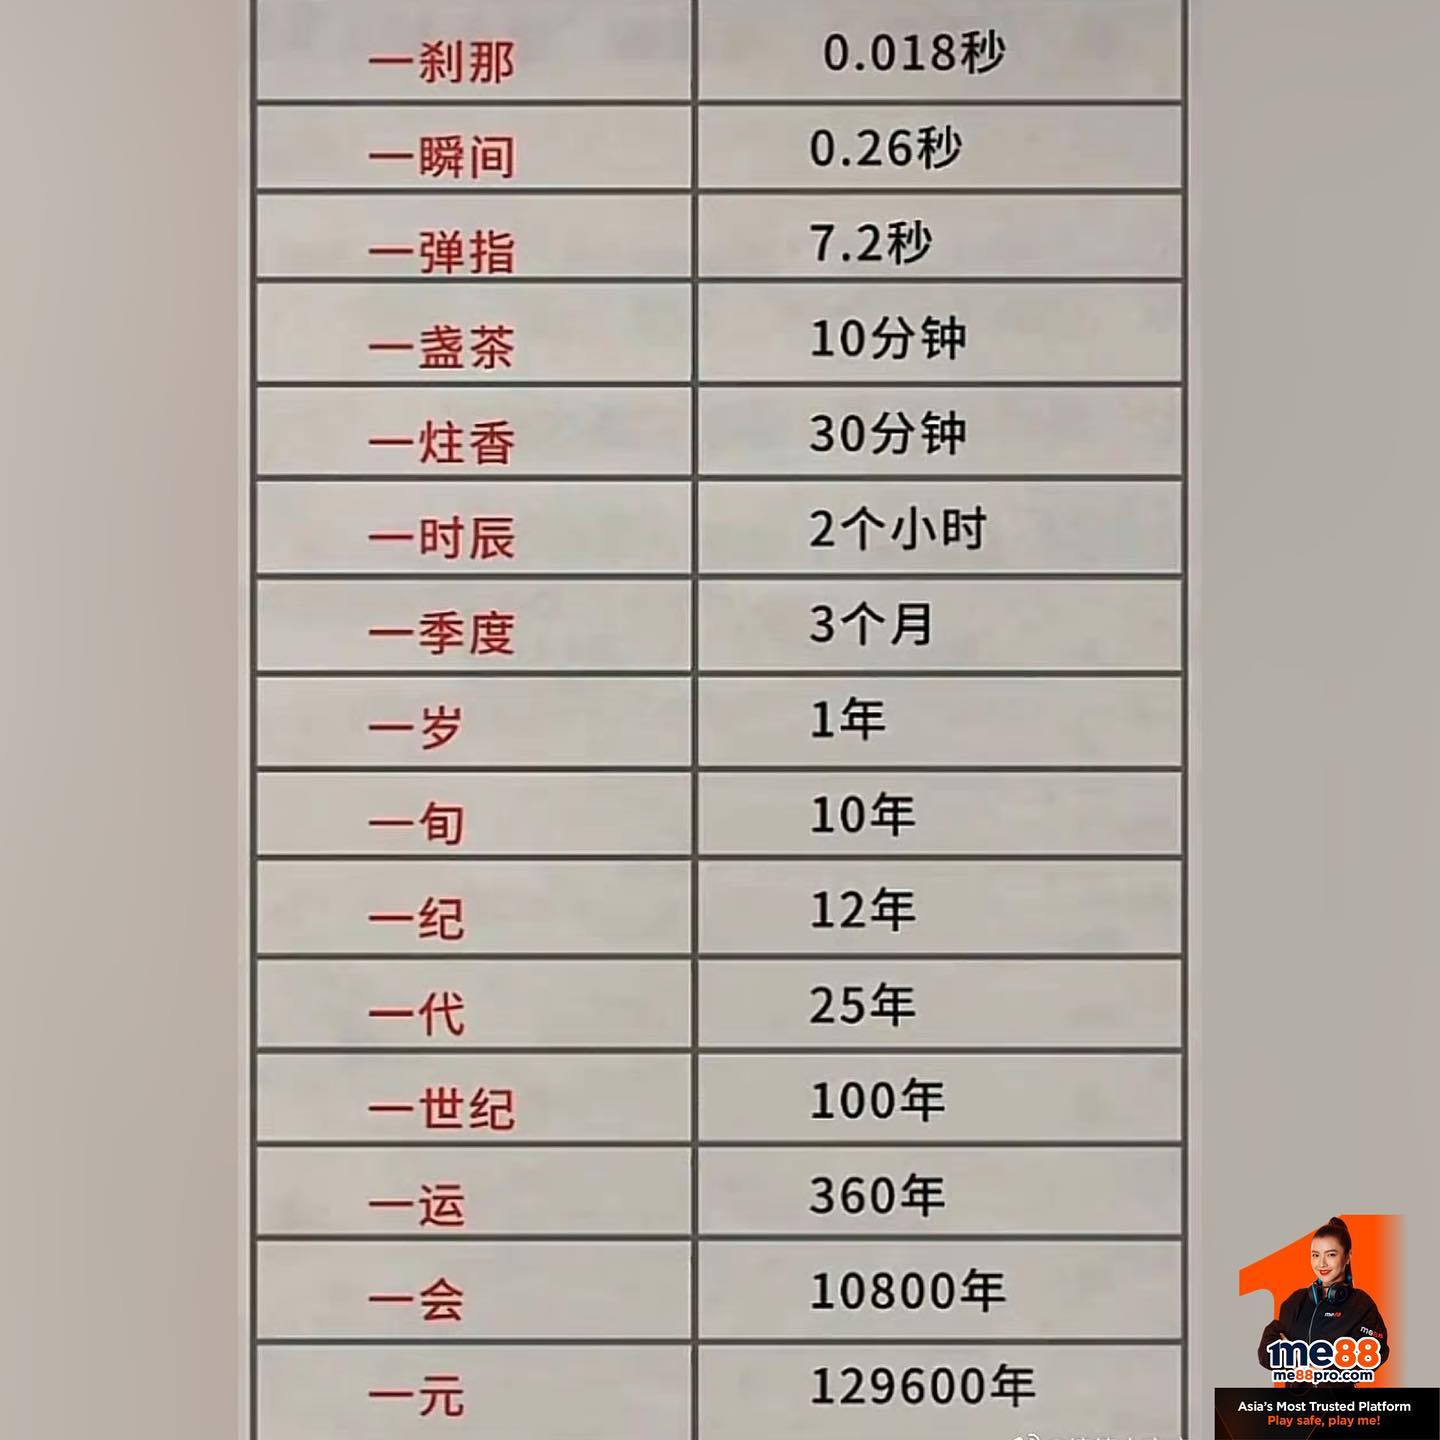 一刹那 0.018秒
一瞬间 0.26秒
一弹指 7.2秒
一盏茶 10分钟
一炷香 30分钟
一时辰 2个小时
一季度 3个月
一岁 1年
一旬 10年
一纪 12年
一代 25年
一世纪 100年
一运 360年
一会 10800年
一元 129600年
me88
me88
1
me88
me88pro.com
Asia's Most Trusted Platform
Play safe, play me!